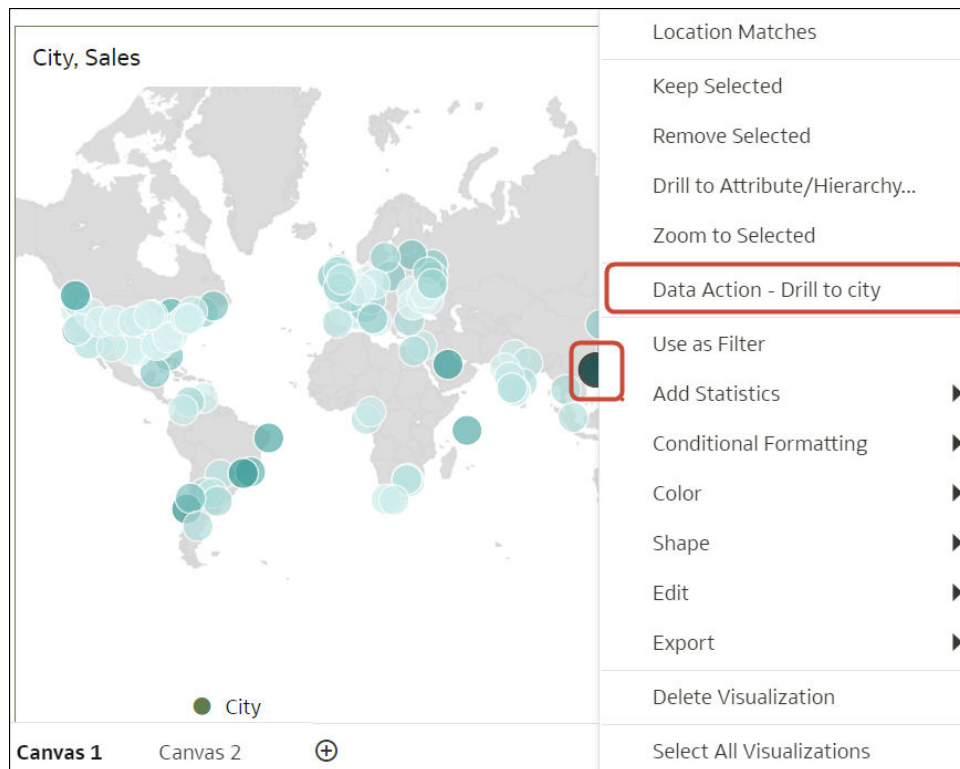 City, Sales
City
Canvas 1
Canvas 2
Location Matches
Keep Selected
Remove Selected
Drill to Attribute/Hierarchy...
Zoom to Selected
Data Action - Drill to city
Use as Filter
Add Statistics
Conditional Formatting
Color
Shape
Edit
Export
Delete Visualization
Select All Visualizations